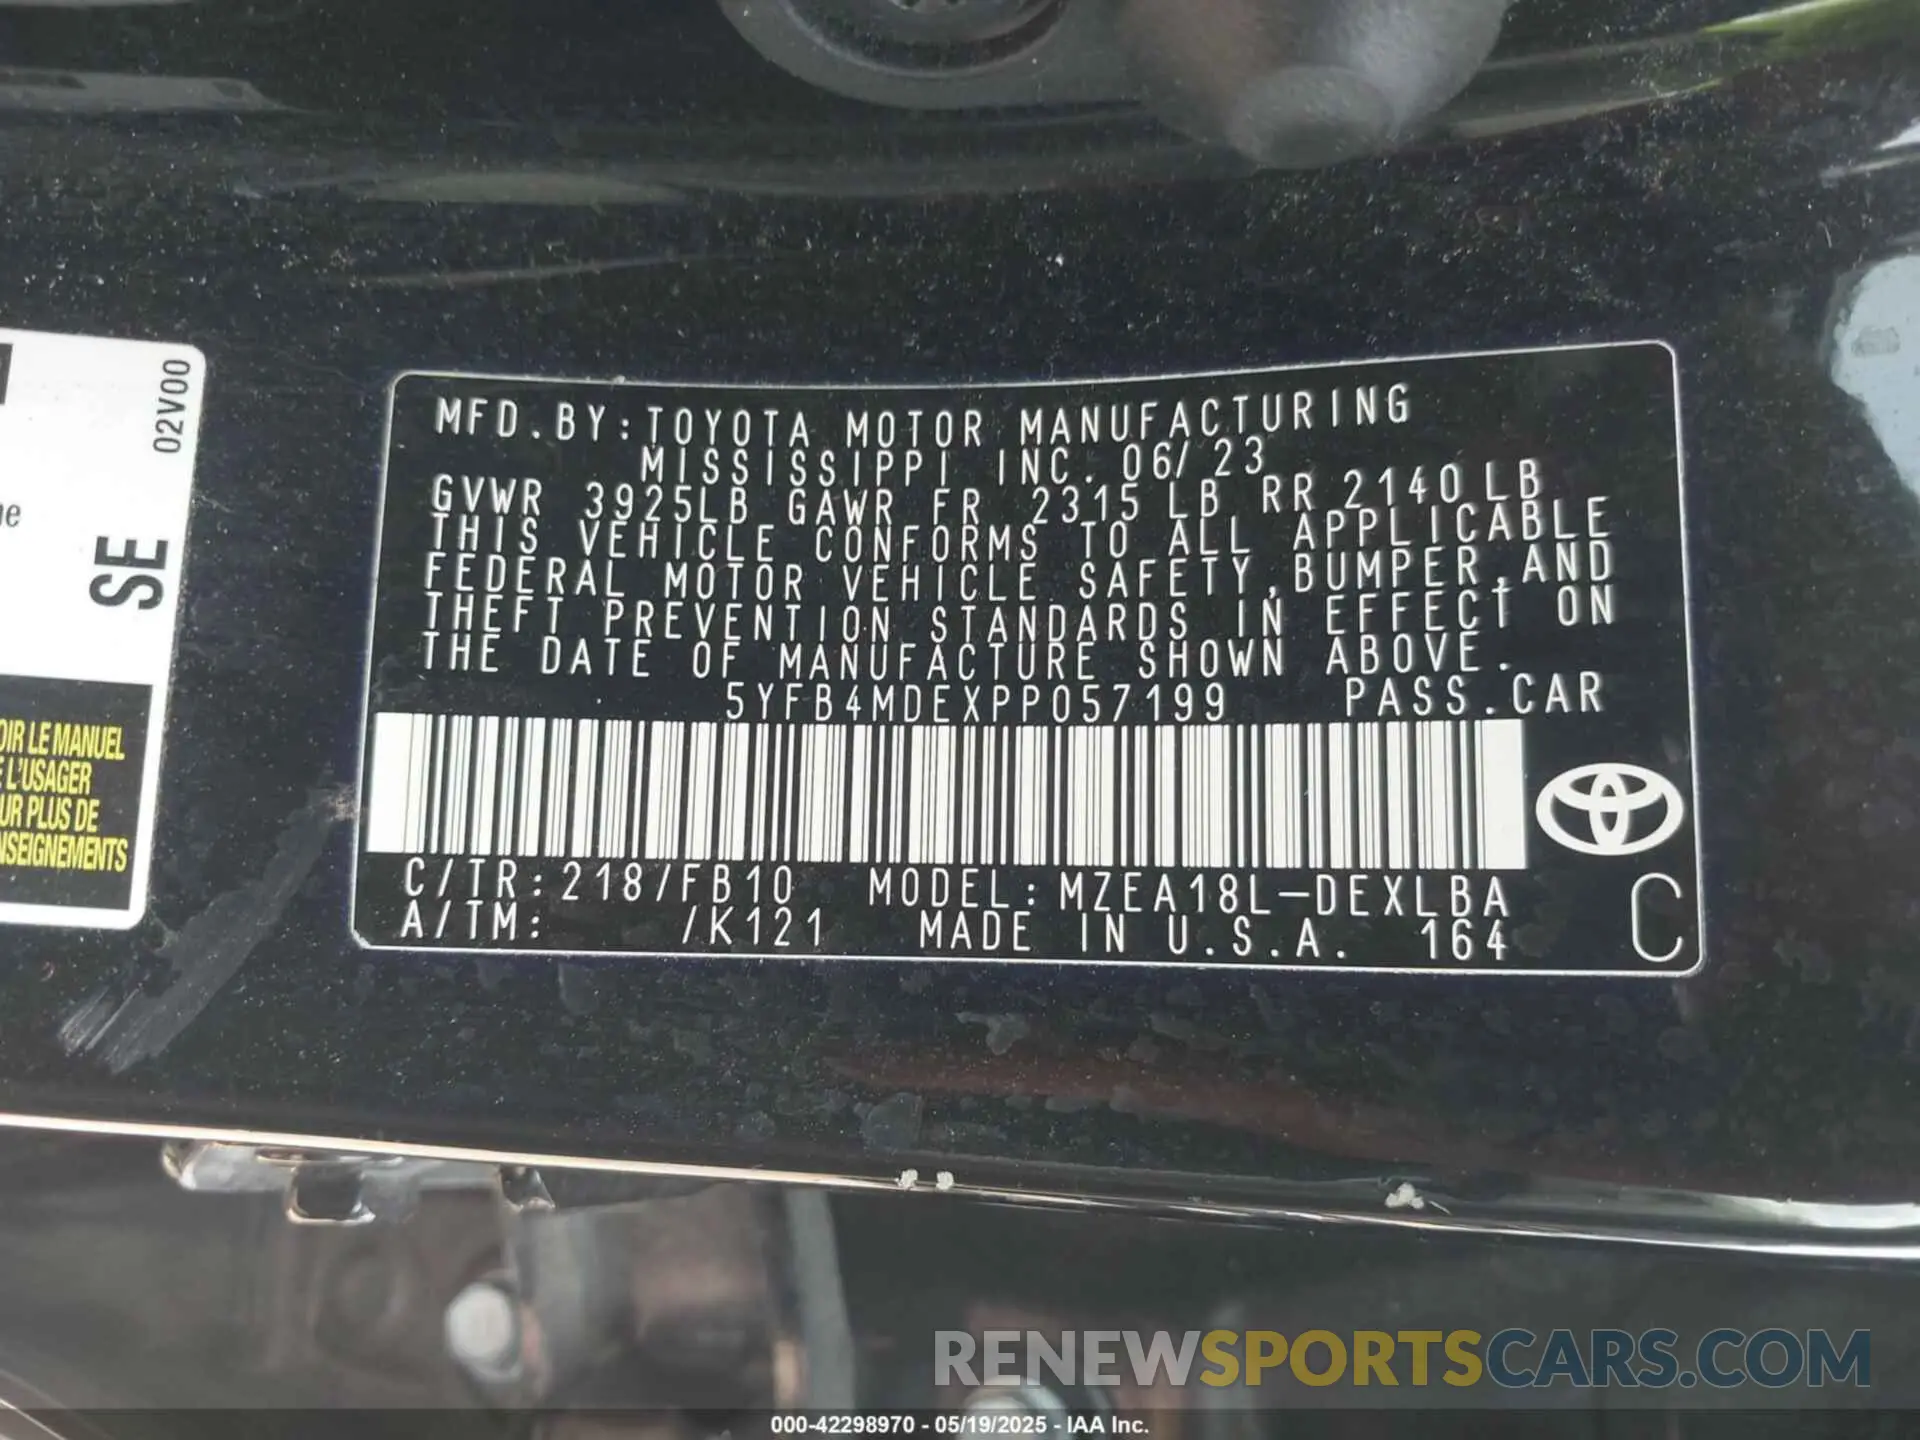 02V00
SE
OIR LE MANUEL
L'USAGER
UR PLUS DE
NSEIGNEMENTS
MFD. BY: TOYOTA MOTOR MANUFACTURING
MISSISSIPPI INC. 06/23
GVWR 3925LB GAWR FR 2315 LB RR 2140 LB
THIS VEHICLE CONFORMS TO ALL APPLICABLE
FEDERAL MOTOR VEHICLE SAFETY, BUMPER, AND
THEFT PREVENTION STANDARDS IN EFFECT ON
THE DATE OF MANUFACTURE SHOWN ABOVE.
5YFB4MDEXPP057199 PASS. CAR
C/TR: 218/FB10 MODEL: MZEA18L-DEXLBA
A/TM: /K121 MADE IN U.S.A. 164
C
RENEWSPORTSCARS.COM
000-42298970 - 05/19/2025 - IAA Inc.